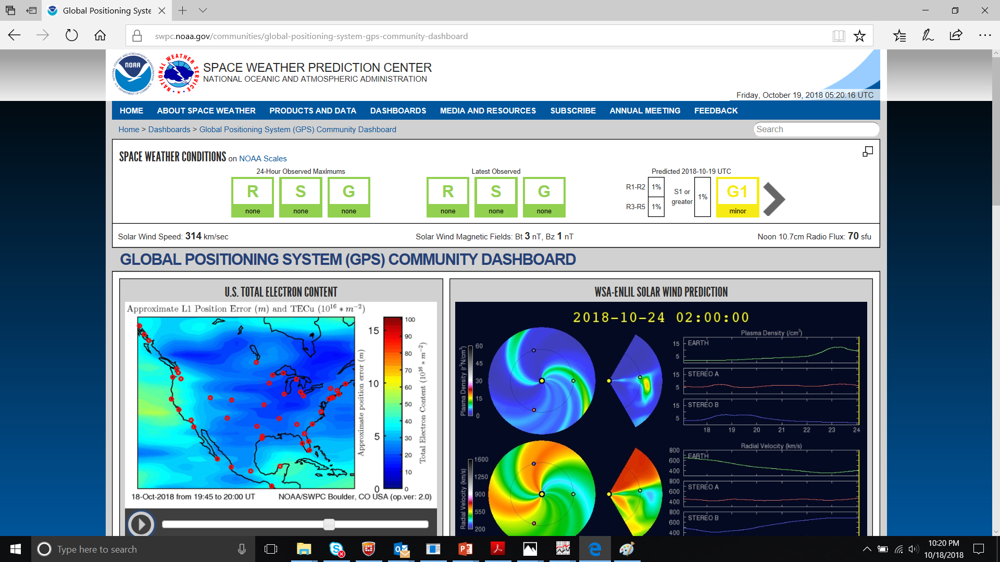 Global Positioning Syste
swpc.noaa.gov/communities/global-positioning-system-gps-community-dashboard
NOAA
NATIONAL WEATHER SERVICE
SPACE WEATHER PREDICTION CENTER
NATIONAL OCEANIC AND ATMOSPHERIC ADMINISTRATION
Friday, October 19, 2018 05:20:16 UTC
HOME ABOUT SPACE WEATHER PRODUCTS AND DATA DASHBOARDS MEDIA AND RESOURCES SUBSCRIBE ANNUAL MEETING FEEDBACK
Home > Dashboards > Global Positioning System (GPS) Community Dashboard
Search
SPACE WEATHER CONDITIONS on NOAA Scales
24-Hour Observed Maximums
R S G
none none none
Latest Observed
R S G
none none none
Predicted 2018-10-19 UTC
R1-R2 1%
R3-R5 1%
S1 or greater 1%
G1
minor
Solar Wind Speed: 314 km/sec
Solar Wind Magnetic Fields: Bt 3 nT, Bz 1 nT
Noon 10.7cm Radio Flux: 70 sfu
GLOBAL POSITIONING SYSTEM (GPS) COMMUNITY DASHBOARD
U.S. TOTAL ELECTRON CONTENT
Approximate L1 Position Error (m) and TECu (10^16 * m^-2)
15
10
5
0
Approximate position error (m)
100
90
80
70
60
50
40
30
20
10
0
Total Electron Content (10^16 * m^-2)
18-Oct-2018 from 19:45 to 20:00 UT
NOAA/SWPC Boulder, CO USA (op.ver: 2.0)
WSA-ENLIL SOLAR WIND PREDICTION
2018-10-24 02:00:00
Plasma Density (r²N/cm³)
60
45
30
15
0
Plasma Density (/cm³)
15
5
EARTH
15
5
STEREO A
15
5
STEREO B
18 19 20 21 22 23 24
Radial Velocity (km/s)
1600
1250
900
550
200
Radial Velocity (km/s)
800
600
400
EARTH
800
600
400
STEREO A
800
600
400
STEREO B
Type here to search
10:20 PM
10/18/2018